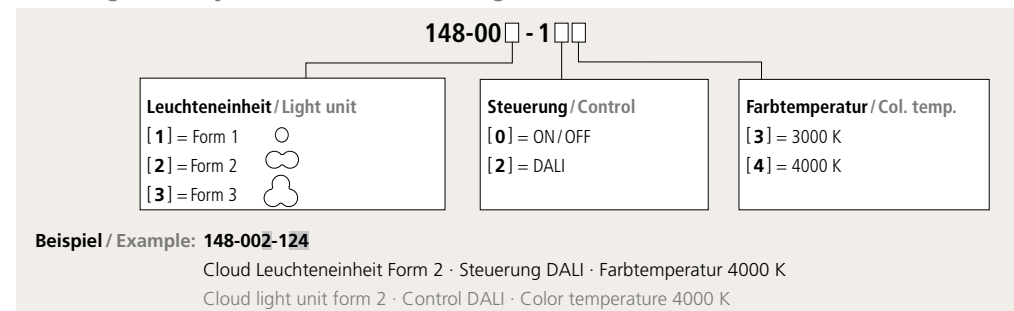 148-00□ - 1□□
Leuchteneinheit / Light unit
[1] = Form 1
[2] = Form 2
[3] = Form 3
Steuerung / Control
[0] = ON/OFF
[2] = DALI
Farbtemperatur / Col. temp.
[3] = 3000 K
[4] = 4000 K
Beispiel / Example: 148-002-124
Cloud Leuchteneinheit Form 2 · Steuerung DALI · Farbtemperatur 4000 K
Cloud light unit form 2 · Control DALI · Color temperature 4000 K